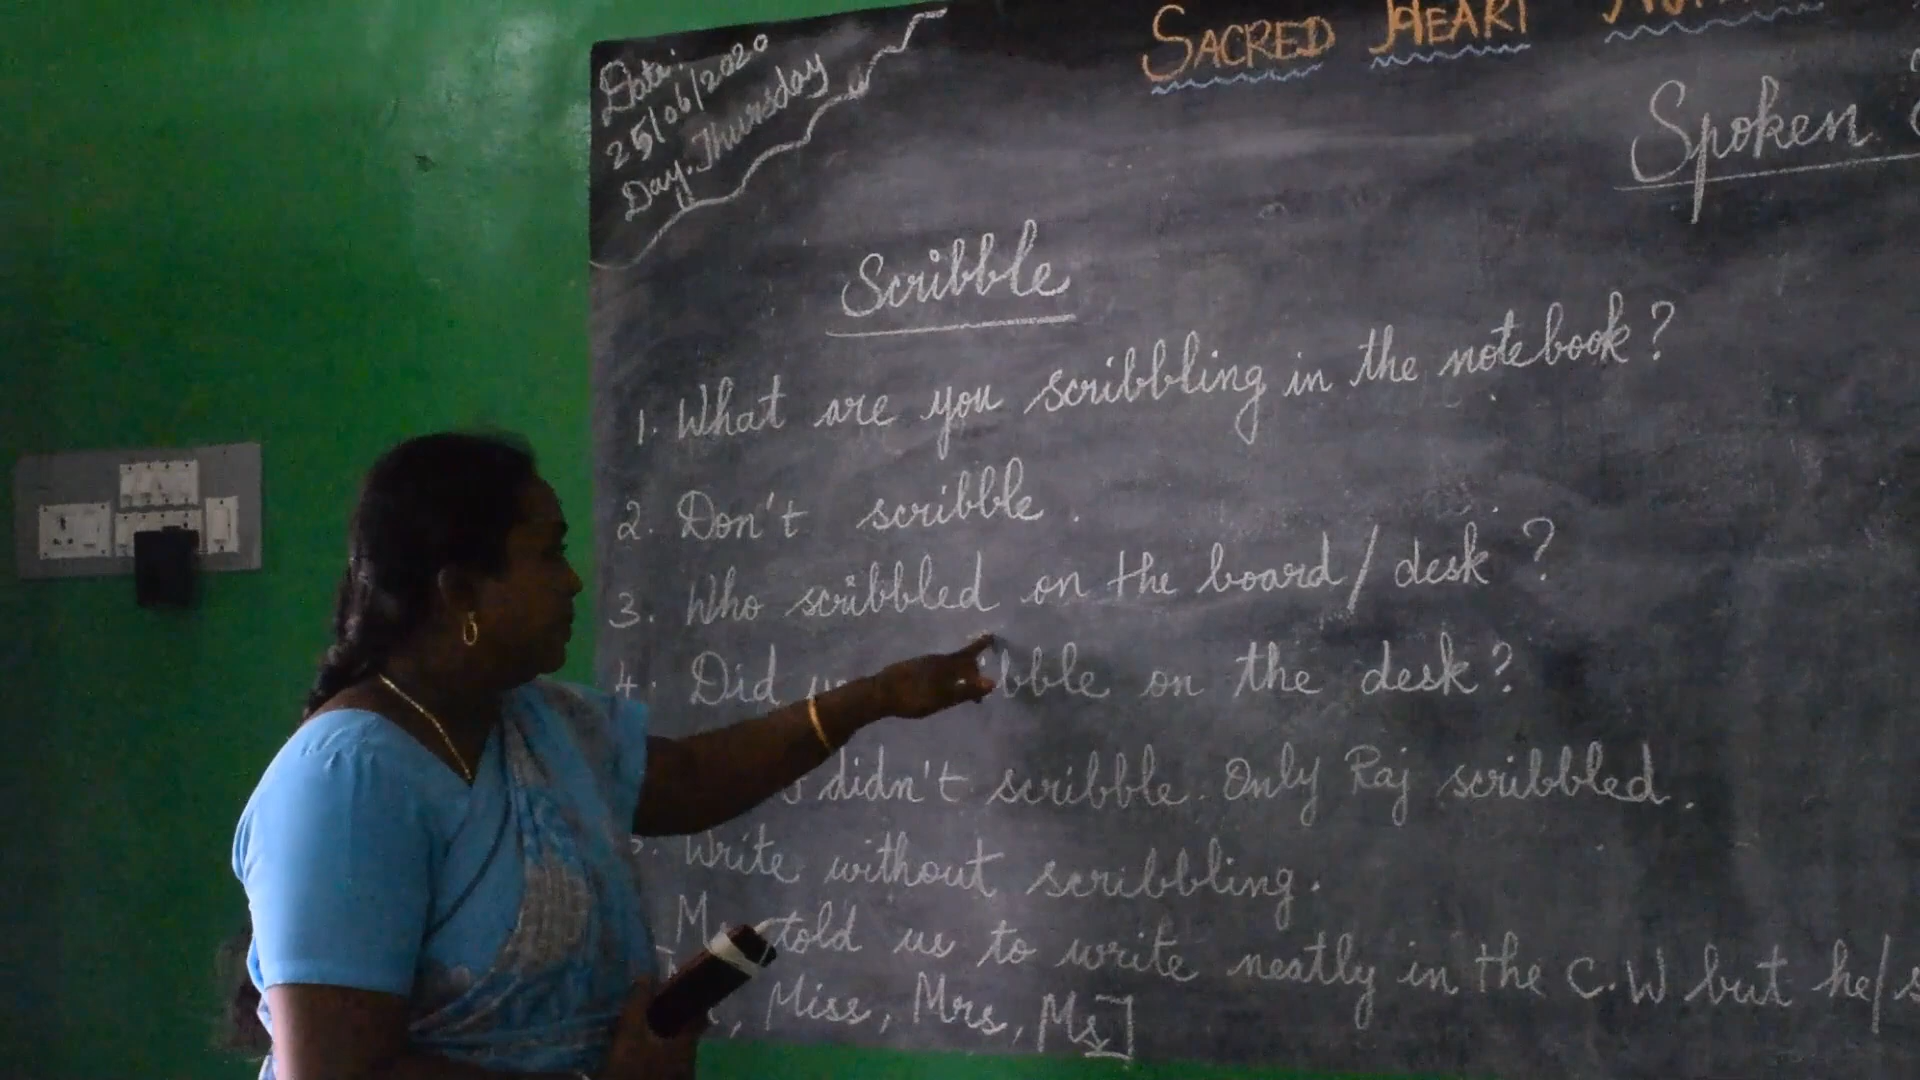 Date:
25/06/2020
Day: Thursday
SACRED HEART
Spoken
Scribble
1. What are you scribbling in the notebook?
2. Don't scribble.
3. Who scribbled on the board/desk?
4. Did on the desk?
didn't scribble. Only Raj scribbled.
Write without scribbling.
told us to write neatly in the C.W but he/
Miss, Mrs, Ms]